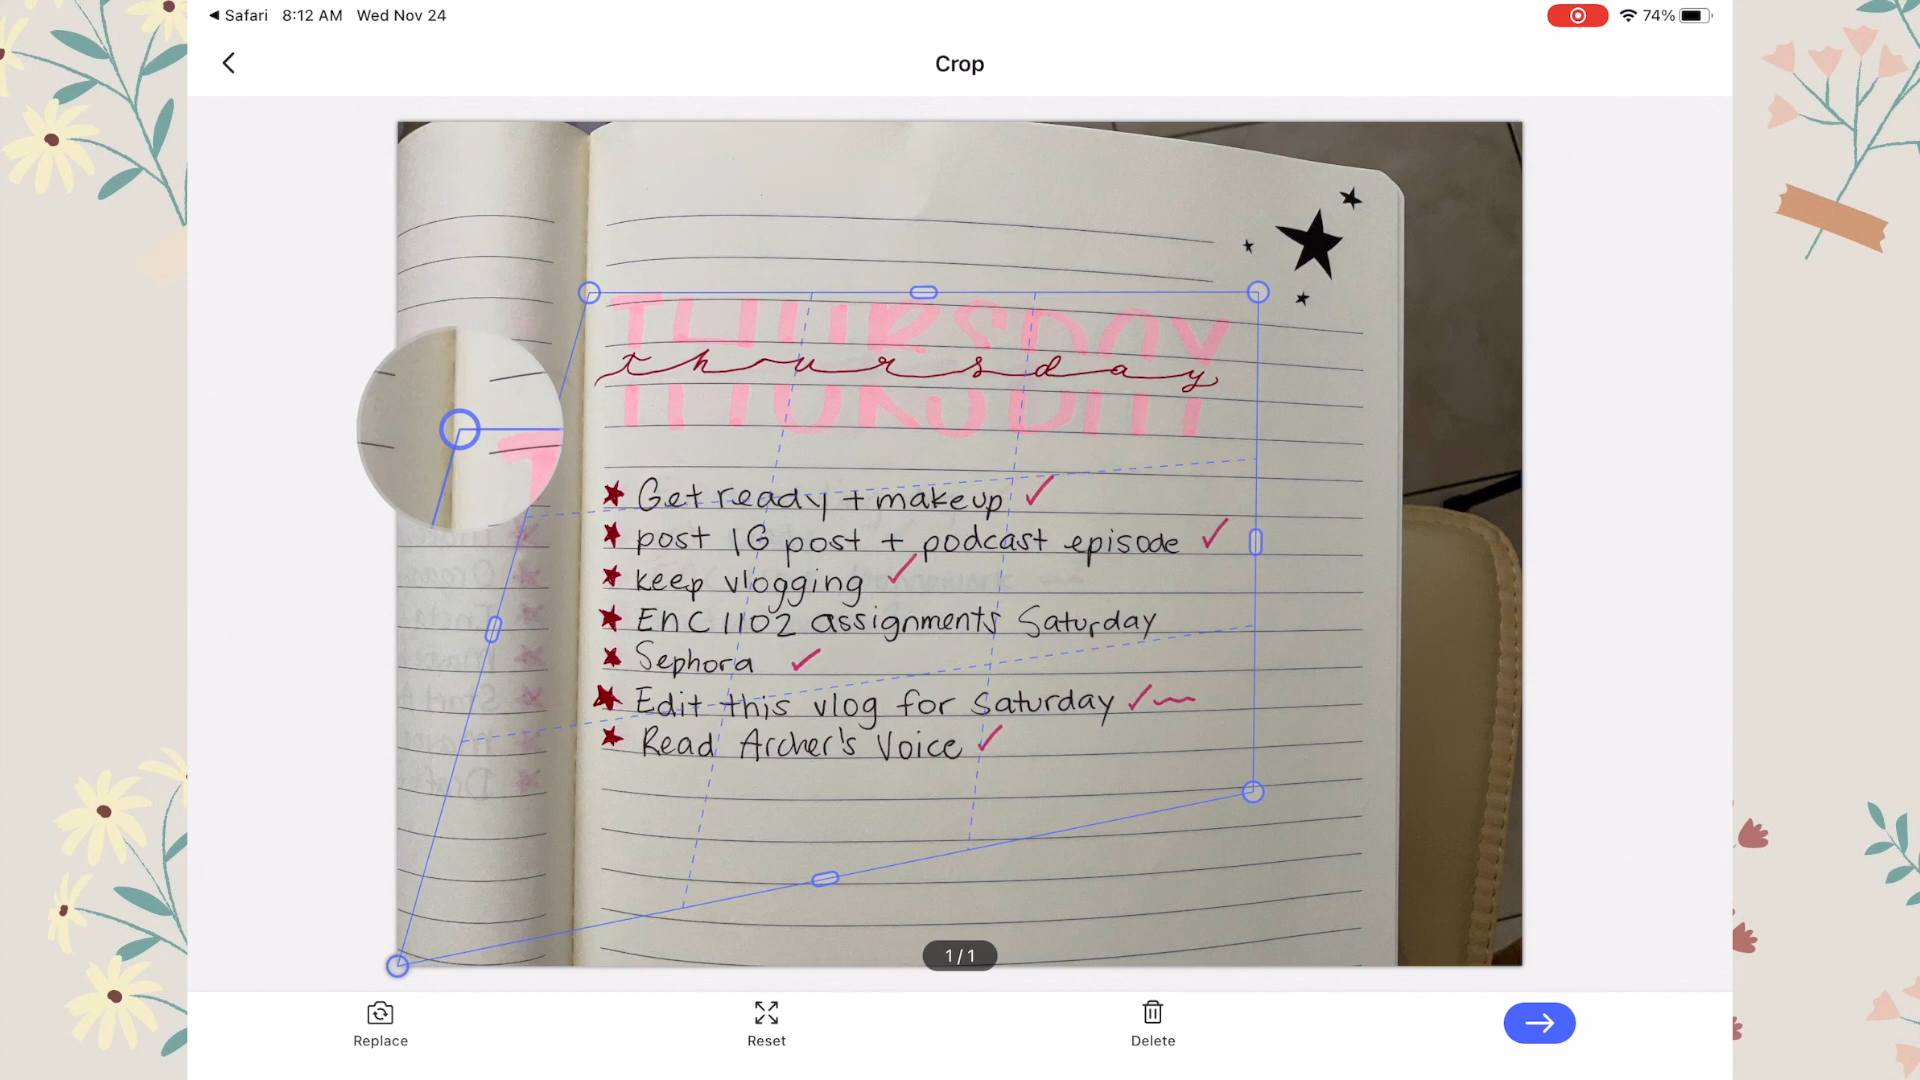 Safari 8:12 AM Wed Nov 24
74%
Crop
THURSDAY
thursday
Get ready + makeup ✓
post IG post + podcast episode ✓
keep vlogging ✓
ENC 1102 assignments Saturday
Sephora ✓
Edit this vlog for Saturday ✓~
Read Archer's Voice ✓
1/1
Replace
Reset
Delete